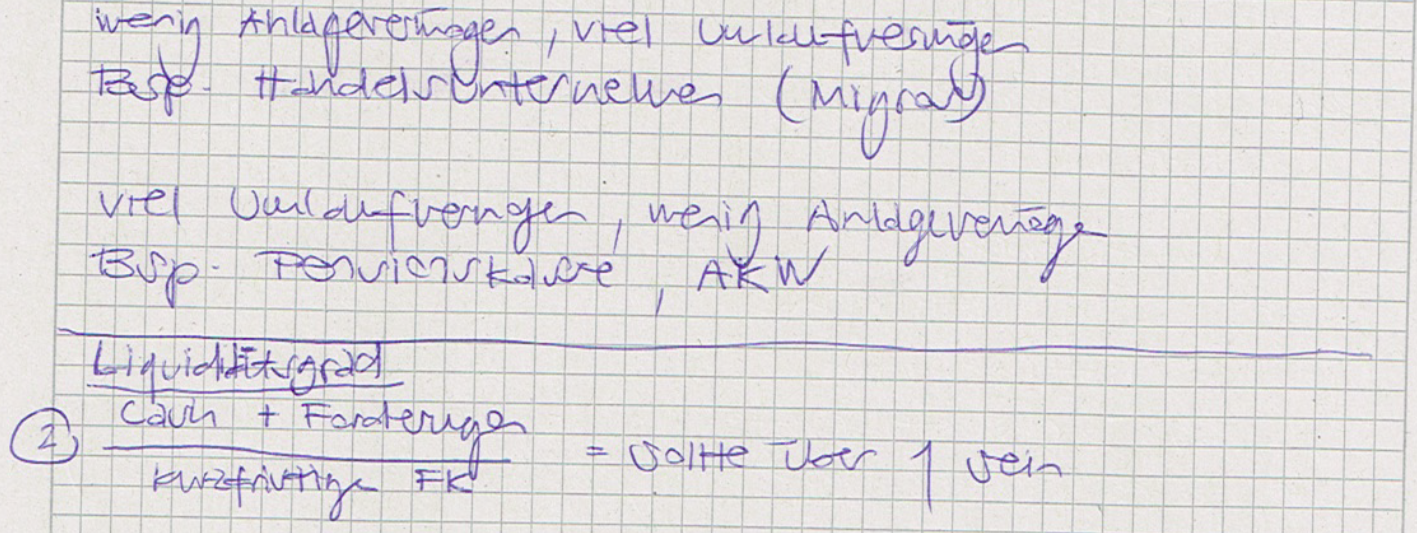 wenig Anlagevermögen, viel Umlaufvermögen
Bsp. Handelsunternehmen (Migros)
viel Umlaufvermögen, wenig Anlagevermögen
Bsp. Pensionskasse, AKW
Liquiditätsgrad
② Cash + Forderungen
kurzfristige FK
= sollte über 1 sein